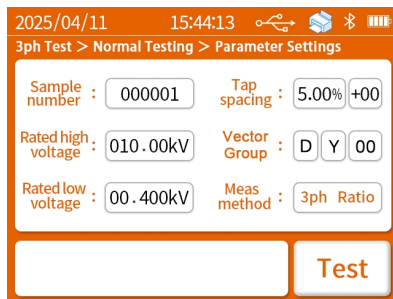 2025/04/11 15:44:13
3ph Test > Normal Testing > Parameter Settings
Sample number : 000001 Tap spacing : 5.00% +00
Rated high voltage : 010.00kV Vector Group : D Y 00
Rated low voltage : 00.400kV Meas method : 3ph Ratio
Test